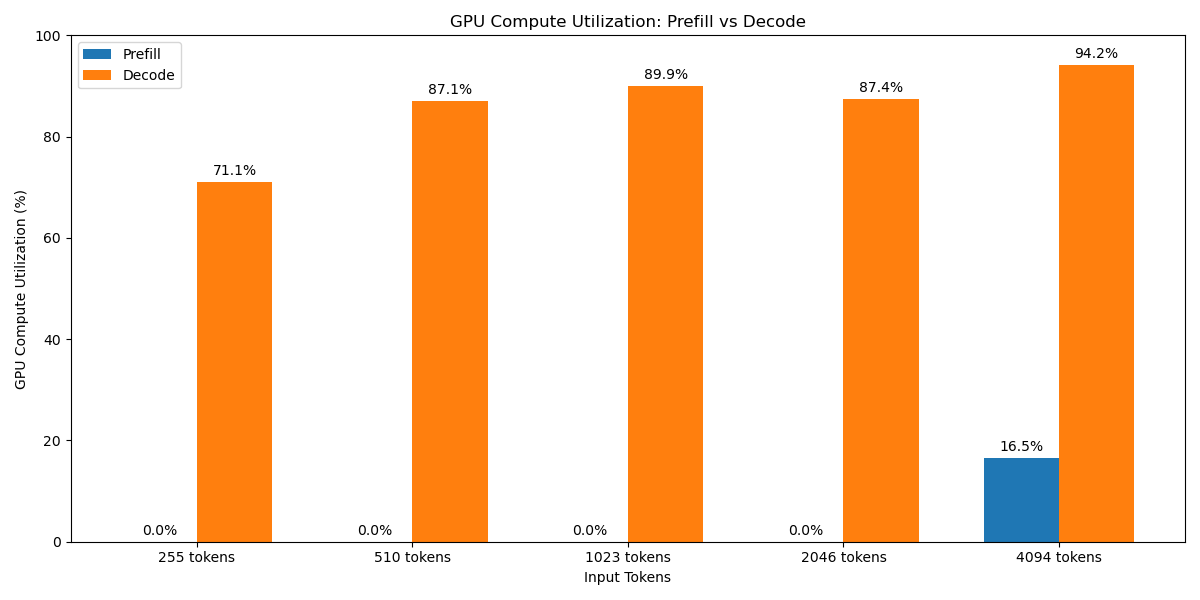 GPU Compute Utilization: Prefill vs Decode
Prefill
Decode
GPU Compute Utilization (%)
100
80
60
40
20
0
0.0%
71.1%
0.0%
87.1%
0.0%
89.9%
0.0%
87.4%
16.5%
94.2%
255 tokens
510 tokens
1023 tokens
2046 tokens
4094 tokens
Input Tokens